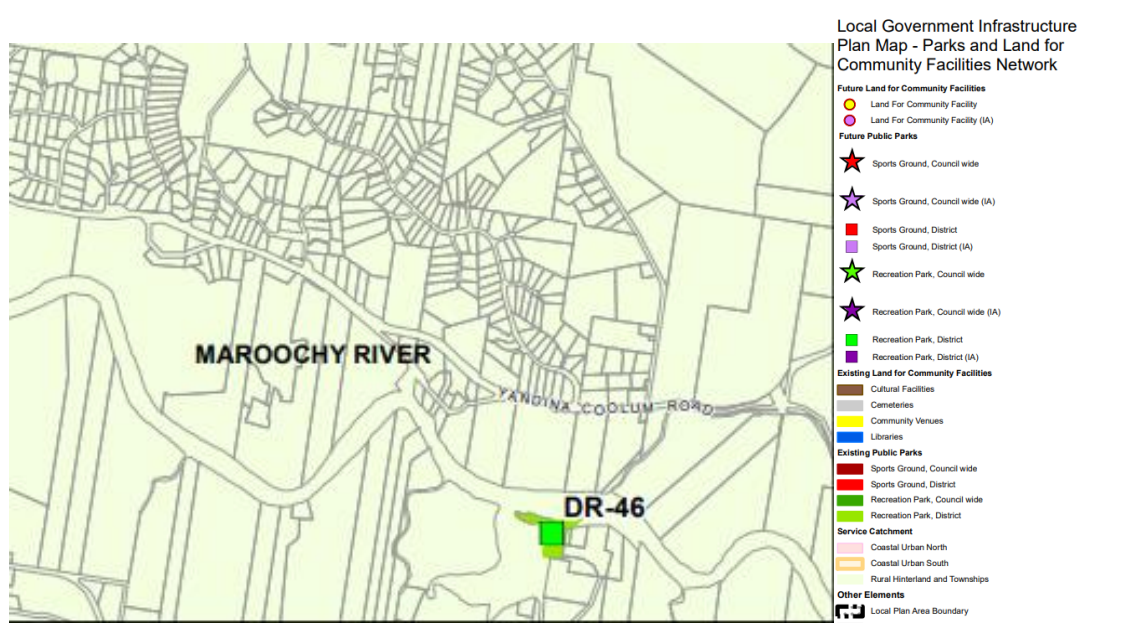 Local Government Infrastructure
Plan Map - Parks and Land for
Community Facilities Network
Future Land for Community Facilities
Land For Community Facility
Land For Community Facility (IA)
Future Public Parks
Sports Ground, Council wide
Sports Ground, Council wide (IA)
Sports Ground, District
Sports Ground, District (IA)
Recreation Park, Council wide
Recreation Park, Council wide (IA)
Recreation Park, District
Recreation Park, District (IA)
Existing Land for Community Facilities
Cultural Facilities
Cemeteries
Community Venues
Libraries
Existing Public Parks
Sports Ground, Council wide
Sports Ground, District
Recreation Park, Council wide
Recreation Park, District
Service Catchment
Coastal Urban North
Coastal Urban South
Rural Hinterland and Townships
Other Elements
Local Plan Area Boundary
MAROOCHY RIVER
YANDINA COOLUM ROAD
DR-46